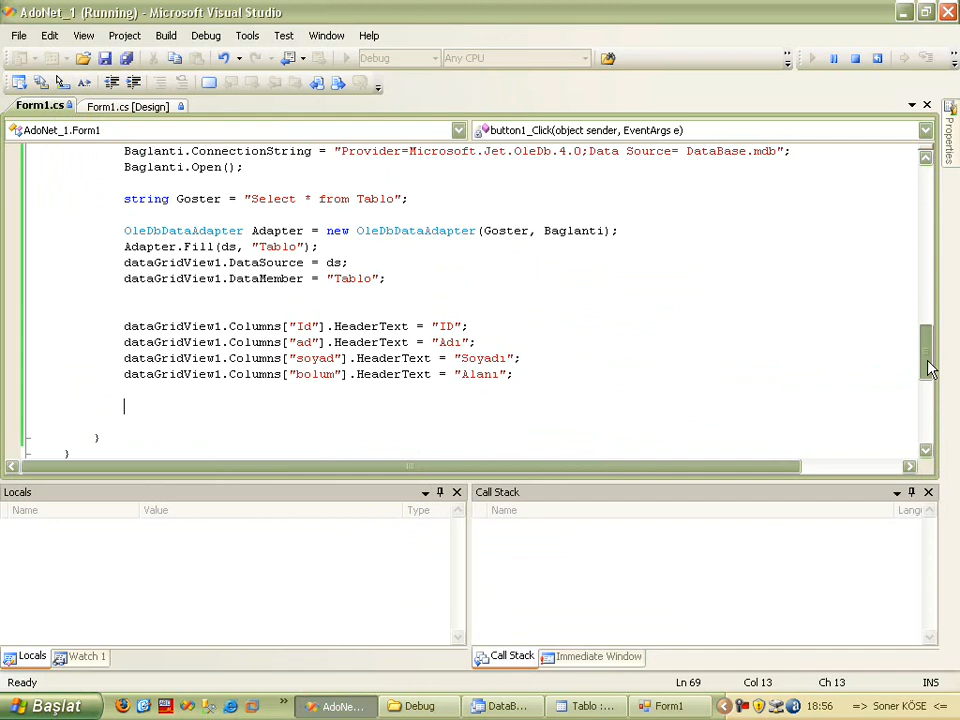 AdoNet_1 (Running) - Microsoft Visual Studio
File Edit View Project Build Debug Tools Test Window Help
Debug Any CPU
Form1.cs Form1.cs [Design]
AdoNet_1.Form1 button1_Click(object sender, EventArgs e)
Properties
Baglanti.ConnectionString = "Provider=Microsoft.Jet.OleDb.4.0;Data Source= DataBase.mdb";
Baglanti.Open();
string Goster = "Select * from Tablo";
OleDbDataAdapter Adapter = new OleDbDataAdapter(Goster, Baglanti);
Adapter.Fill(ds, "Tablo");
dataGridView1.DataSource = ds;
dataGridView1.DataMember = "Tablo";
dataGridView1.Columns["Id"].HeaderText = "ID";
dataGridView1.Columns["ad"].HeaderText = "Adı";
dataGridView1.Columns["soyad"].HeaderText = "Soyadı";
dataGridView1.Columns["bolum"].HeaderText = "Alanı";
}
}
Locals Call Stack
Name Value Type Name Langu
Locals Watch 1 Call Stack Immediate Window
Ready Ln 69 Col 13 Ch 13 INS
Başlat AdoNe... Debug DataB... Tablo :... Form1 18:56 => Soner KÖSE <=